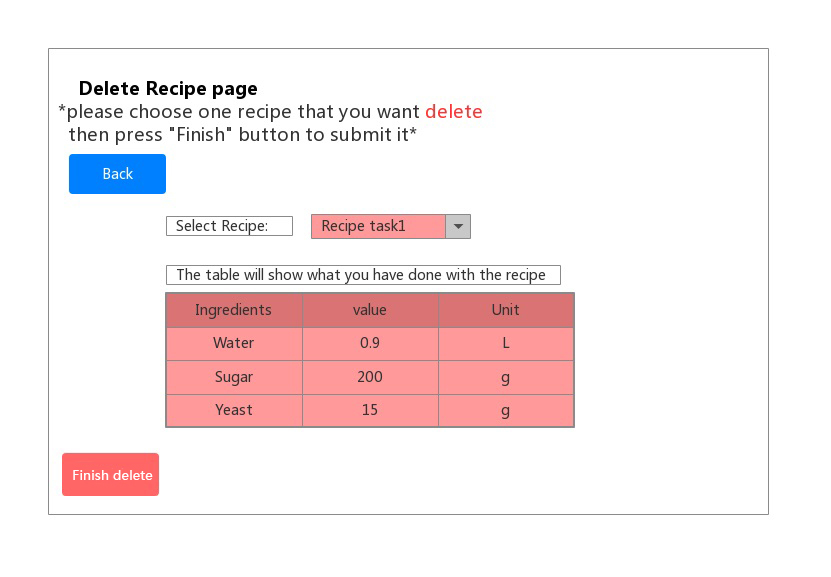 Delete Recipe page
*please choose one recipe that you want delete
then press "Finish" button to submit it*
Back
Select Recipe: Recipe task1
The table will show what you have done with the recipe
Ingredients value Unit
Water 0.9 L
Sugar 200 g
Yeast 15 g
Finish delete